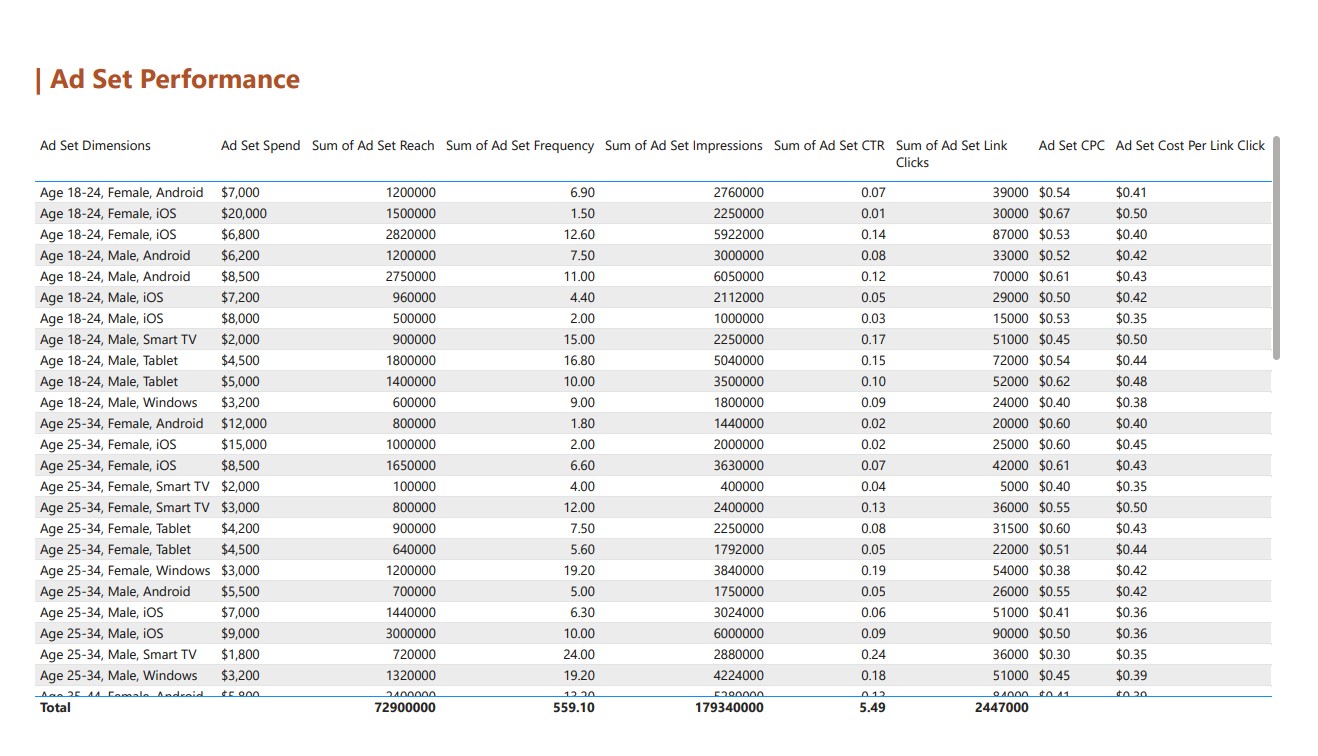 | Ad Set Performance
Ad Set Dimensions Ad Set Spend Sum of Ad Set Reach Sum of Ad Set Frequency Sum of Ad Set Impressions Sum of Ad Set CTR Sum of Ad Set Link Clicks Ad Set CPC Ad Set Cost Per Link Click
Age 18-24, Female, Android $7,000 1200000 6.90 2760000 0.07 39000 $0.54 $0.41
Age 18-24, Female, iOS $20,000 1500000 1.50 2250000 0.01 30000 $0.67 $0.50
Age 18-24, Female, iOS $6,800 2820000 12.60 5922000 0.14 87000 $0.53 $0.40
Age 18-24, Male, Android $6,200 1200000 7.50 3000000 0.08 33000 $0.52 $0.42
Age 18-24, Male, Android $8,500 2750000 11.00 6050000 0.12 70000 $0.61 $0.43
Age 18-24, Male, iOS $7,200 960000 4.40 2112000 0.05 29000 $0.50 $0.42
Age 18-24, Male, iOS $8,000 500000 2.00 1000000 0.03 15000 $0.53 $0.35
Age 18-24, Male, Smart TV $2,000 900000 15.00 2250000 0.17 51000 $0.45 $0.50
Age 18-24, Male, Tablet $4,500 1800000 16.80 5040000 0.15 72000 $0.54 $0.44
Age 18-24, Male, Tablet $5,000 1400000 10.00 3500000 0.10 52000 $0.62 $0.48
Age 18-24, Male, Windows $3,200 600000 9.00 1800000 0.09 24000 $0.40 $0.38
Age 25-34, Female, Android $12,000 800000 1.80 1440000 0.02 20000 $0.60 $0.40
Age 25-34, Female, iOS $15,000 1000000 2.00 2000000 0.02 25000 $0.60 $0.45
Age 25-34, Female, iOS $8,500 1650000 6.60 3630000 0.07 42000 $0.61 $0.43
Age 25-34, Female, Smart TV $2,000 100000 4.00 400000 0.04 5000 $0.40 $0.35
Age 25-34, Female, Smart TV $3,000 800000 12.00 2400000 0.13 36000 $0.55 $0.50
Age 25-34, Female, Tablet $4,200 900000 7.50 2250000 0.08 31500 $0.60 $0.43
Age 25-34, Female, Tablet $4,500 640000 5.60 1792000 0.05 22000 $0.51 $0.44
Age 25-34, Female, Windows $3,000 1200000 19.20 3840000 0.19 54000 $0.38 $0.42
Age 25-34, Male, Android $5,500 700000 5.00 1750000 0.05 26000 $0.55 $0.42
Age 25-34, Male, iOS $7,000 1440000 6.30 3024000 0.06 51000 $0.41 $0.36
Age 25-34, Male, iOS $9,000 3000000 10.00 6000000 0.09 90000 $0.50 $0.36
Age 25-34, Male, Smart TV $1,800 720000 24.00 2880000 0.24 36000 $0.30 $0.35
Age 25-34, Male, Windows $3,200 1320000 19.20 4224000 0.18 51000 $0.45 $0.39
Total 72900000 559.10 179340000 5.49 2447000